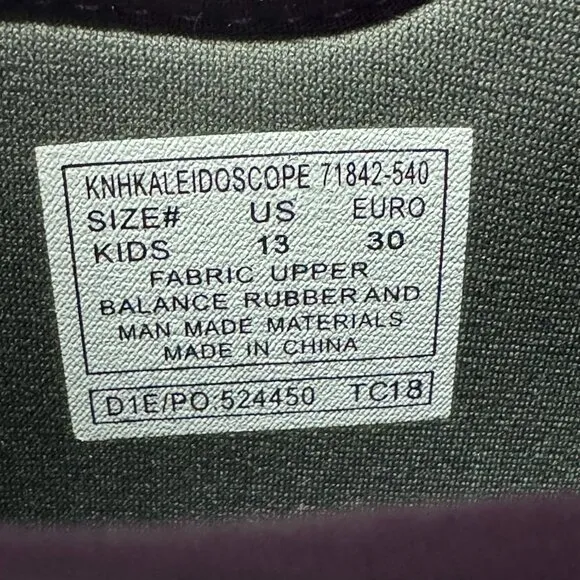 KNHKALEIDOSCOPE 71842-540
SIZE# US EURO
KIDS 13 30
FABRIC UPPER
BALANCE RUBBER AND
MAN MADE MATERIALS
MADE IN CHINA
D1E/PO:524450 TC18